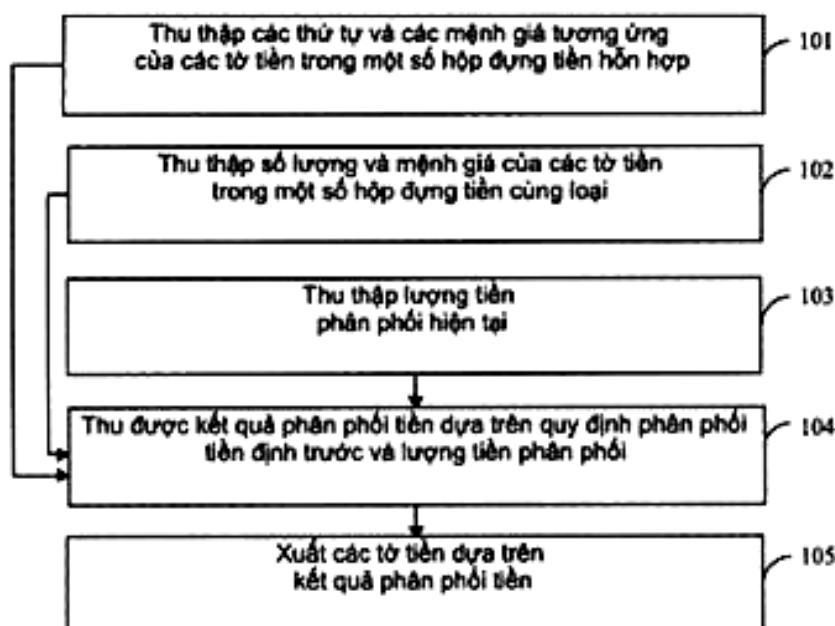 Thu thập các thứ tự và các mệnh giá tương ứng
của các tờ tiền trong một số hộp đựng tiền hỗn hợp
101
Thu thập số lượng và mệnh giá của các tờ tiền
trong một số hộp đựng tiền cùng loại
102
Thu thập lượng tiền
phân phối hiện tại
103
Thu được kết quả phân phối tiền dựa trên quy định phân phối
tiền định trước và lượng tiền phân phối
104
Xuất các tờ tiền dựa trên
kết quả phân phối tiền
105